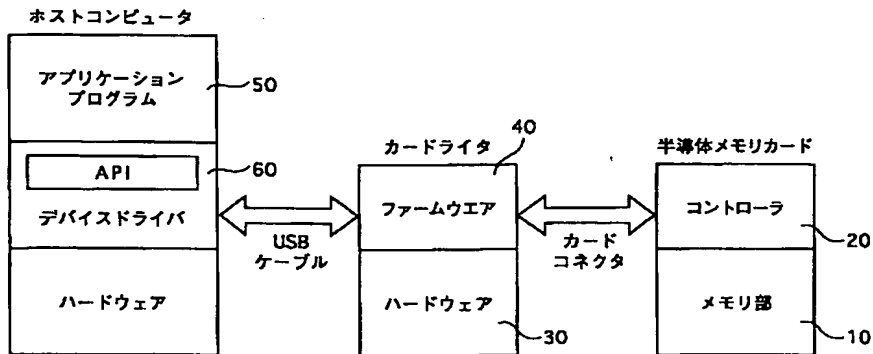 ホストコンピュータ
アプリケーション
プログラム
50
API
60
デバイスドライバ
ハードウェア
USB
ケーブル
カードライタ
40
ファームウエア
ハードウェア
30
カード
コネクタ
半導体メモリカード
コントローラ
20
メモリ部
10